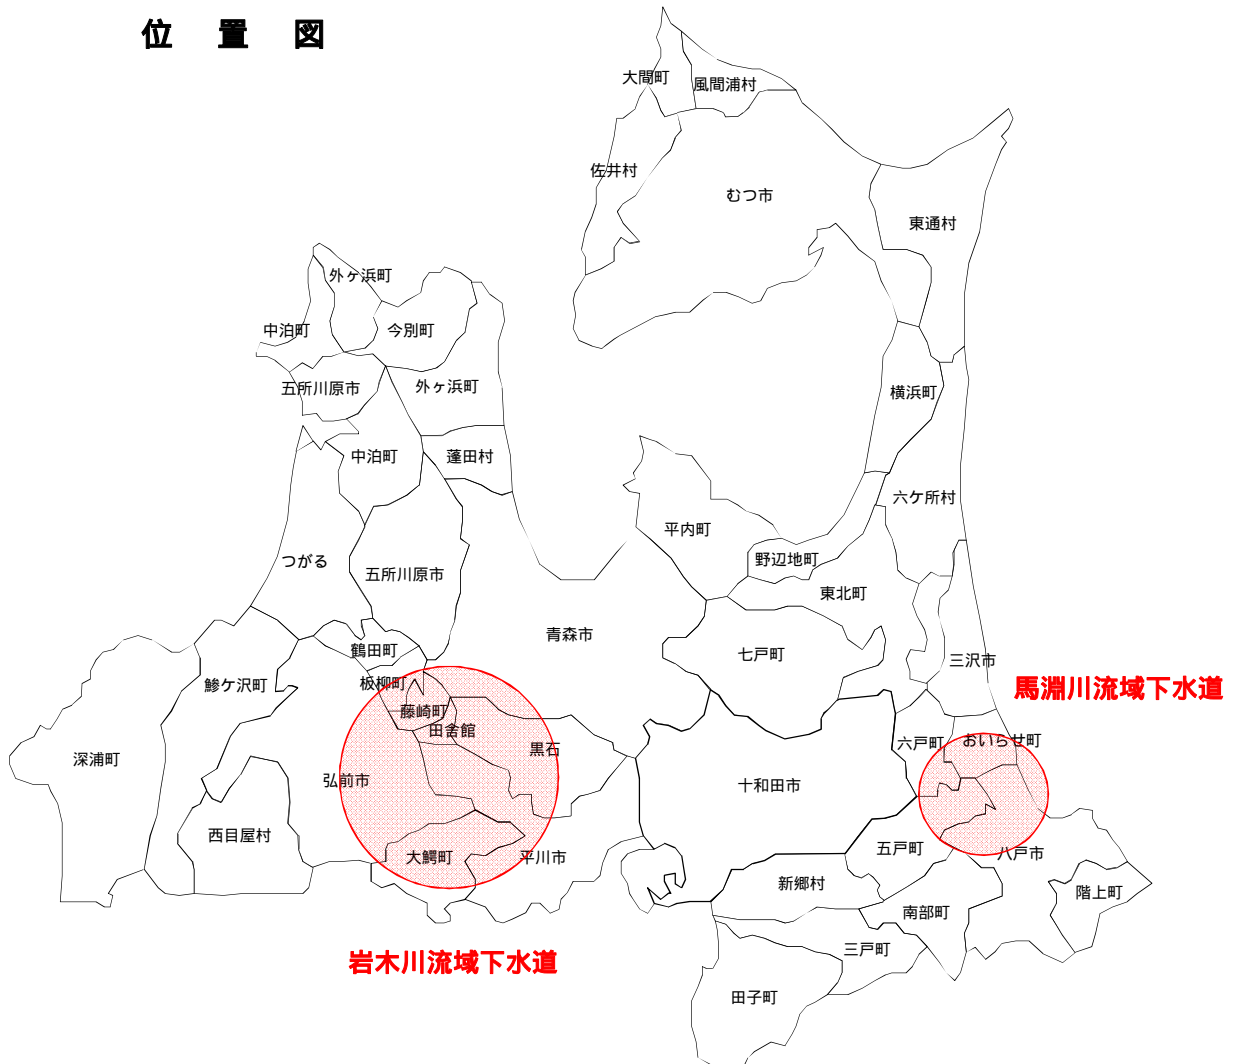 位 置 図
大間町
風間浦村
佐井村
むつ市
東通村
外ヶ浜町
中泊町
今別町
五所川原市
外ヶ浜町
横浜町
中泊町
蓬田村
六ケ所村
平内町
つがる
野辺地町
五所川原市
東北町
青森市
鶴田町
七戸町
三沢市
板柳町
鰺ケ沢町
馬淵川流域下水道
藤崎町
田舎館
六戸町
おいらせ町
黒石
深浦町
弘前市
十和田市
西目屋村
五戸町
八戸市
大鰐町
平川市
新郷村
階上町
南部町
三戸町
岩木川流域下水道
田子町